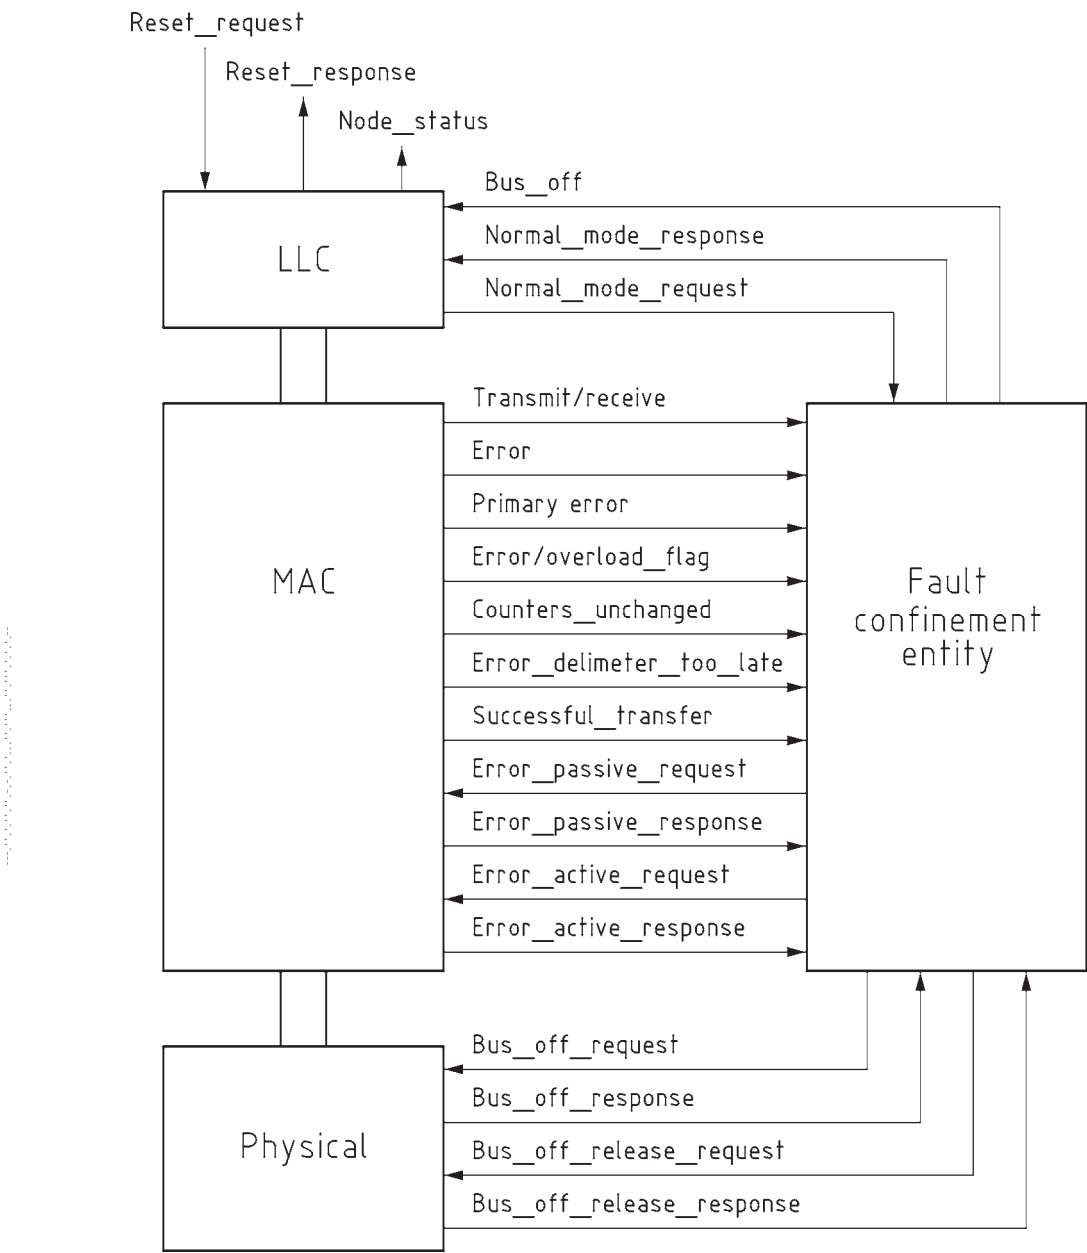 Reset_request
Reset_response
Node_status
Bus_off
Normal_mode_response
LLC
Normal_mode_request
Transmit/receive
Error
Primary error
Error/overload_flag
MAC
Fault
confinement
entity
Counters_unchanged
Error_delimeter_too_late
Successful_transfer
Error_passive_request
Error_passive_response
Error_active_request
Error_active_response
Bus_off_request
Bus_off_response
Physical
Bus_off_release_request
Bus_off_release_response